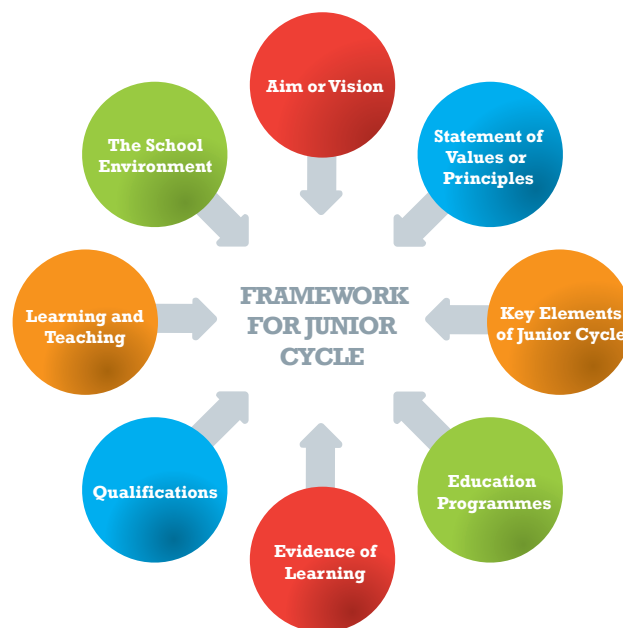 Aim or Vision
Statement of
Values or
Principles
Key Elements
of Junior Cycle
Education
Programmes
Evidence of
Learning
Qualifications
Learning and
Teaching
The School
Environment
FRAMEWORK
FOR JUNIOR
CYCLE